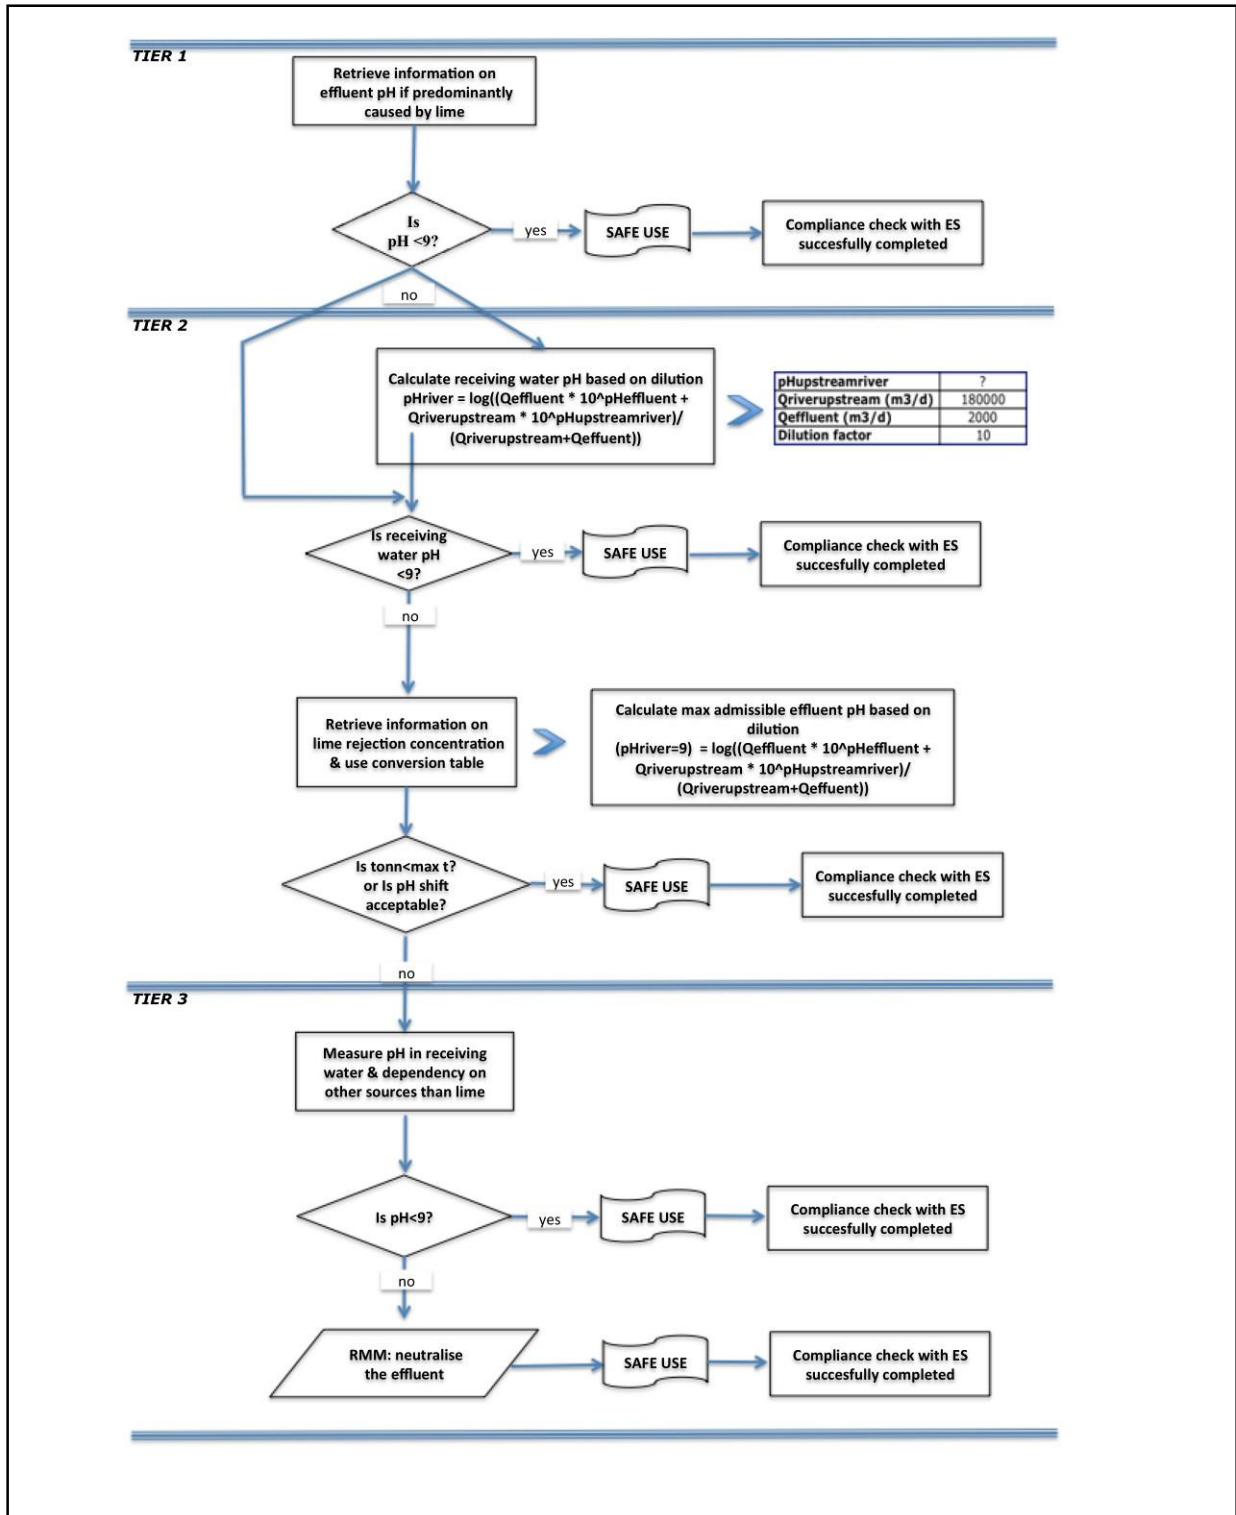 TIER 1
Retrieve information on
effluent pH if predominantly
caused by lime
Is
pH <9?
yes
SAFE USE
Compliance check with ES
succesfully completed
no
TIER 2
Calculate receiving water pH based on dilution
pHriver = log((Qeffluent * 10^pHeffluent +
Qriverupstream * 10^pHupstreamriver)/
(Qriverupstream+Qeffuent))
pHupstreamriver ?
Qriverupstream (m3/d) 180000
Qeffluent (m3/d) 2000
Dilution factor 10
Is receiving
water pH
<9?
yes
SAFE USE
Compliance check with ES
succesfully completed
no
Retrieve information on
lime rejection concentration
& use conversion table
Calculate max admissible effluent pH based on
dilution
(pHriver=9) = log((Qeffluent * 10^pHeffluent +
Qriverupstream * 10^pHupstreamriver)/
(Qriverupstream+Qeffuent))
Is tonn<max t?
or Is pH shift
acceptable?
yes
SAFE USE
Compliance check with ES
succesfully completed
no
TIER 3
Measure pH in receiving
water & dependency on
other sources than lime
Is pH<9?
yes
SAFE USE
Compliance check with ES
succesfully completed
no
RMM: neutralise
the effluent
SAFE USE
Compliance check with ES
succesfully completed